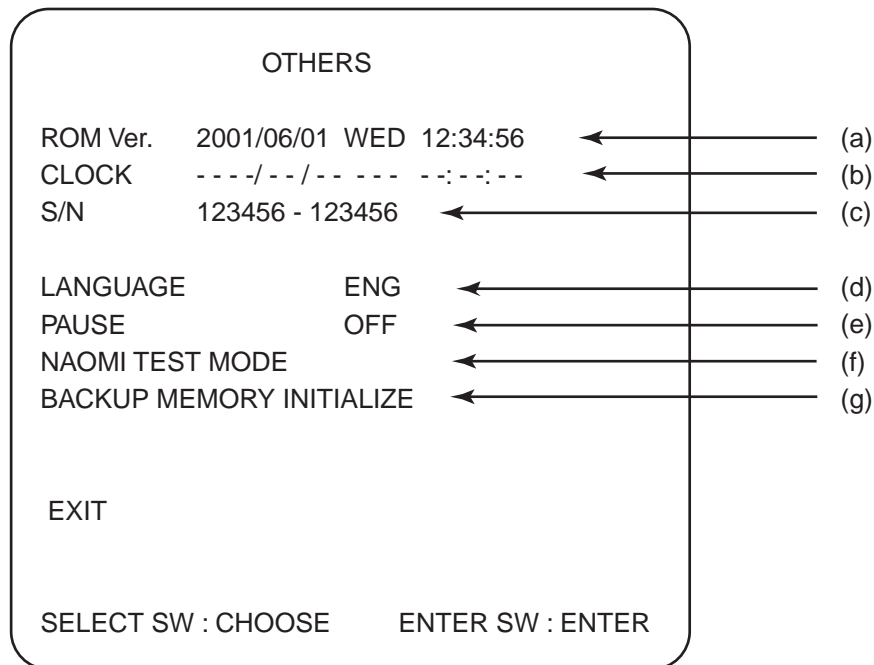 OTHERS
ROM Ver. 2001/06/01 WED 12:34:56 (a)
CLOCK - - - -/ - - / - - - - - - -: - -: - - (b)
S/N 123456 - 123456 (c)
LANGUAGE ENG (d)
PAUSE OFF (e)
NAOMI TEST MODE (f)
BACKUP MEMORY INITIALIZE (g)
EXIT
SELECT SW : CHOOSE ENTER SW : ENTER